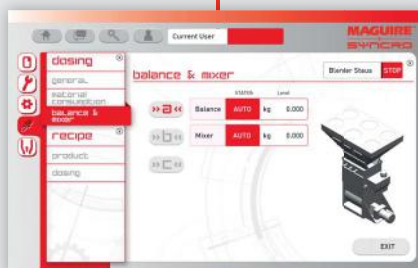 Current User
MAGUIRE
SYNCRO
dosing
general
material
consumption
balance &
mixer
recipe
product
dosing
balance & mixer
Blender Staus STOP
STATUS Level
>> a << Balance AUTO kg 0.000
>> b << Mixer AUTO kg 0.000
>> c <<
EXIT